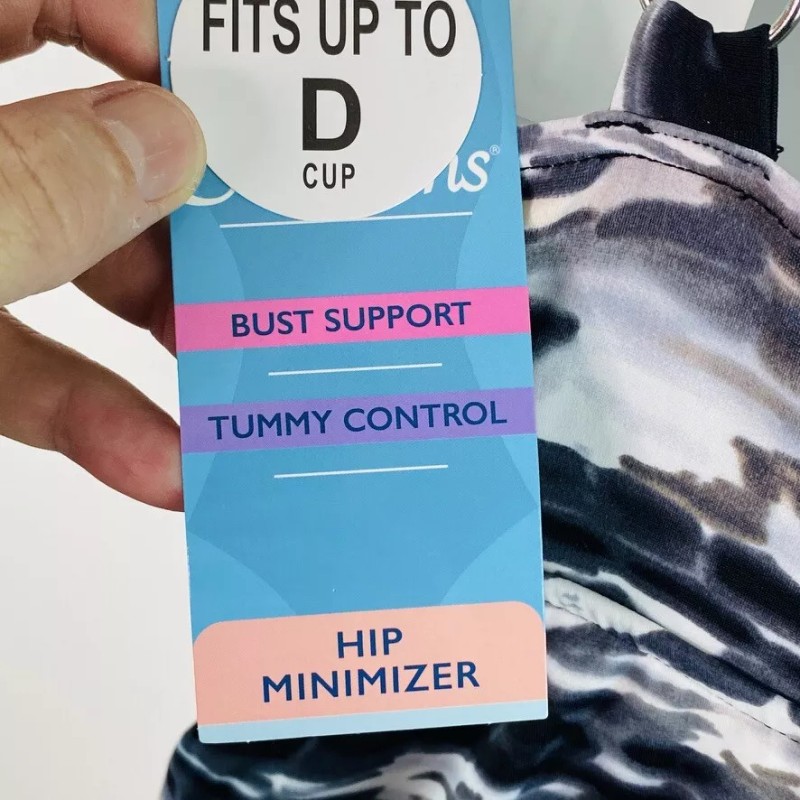 FITS UP TO
D
CUP
BUST SUPPORT
TUMMY CONTROL
HIP
MINIMIZER